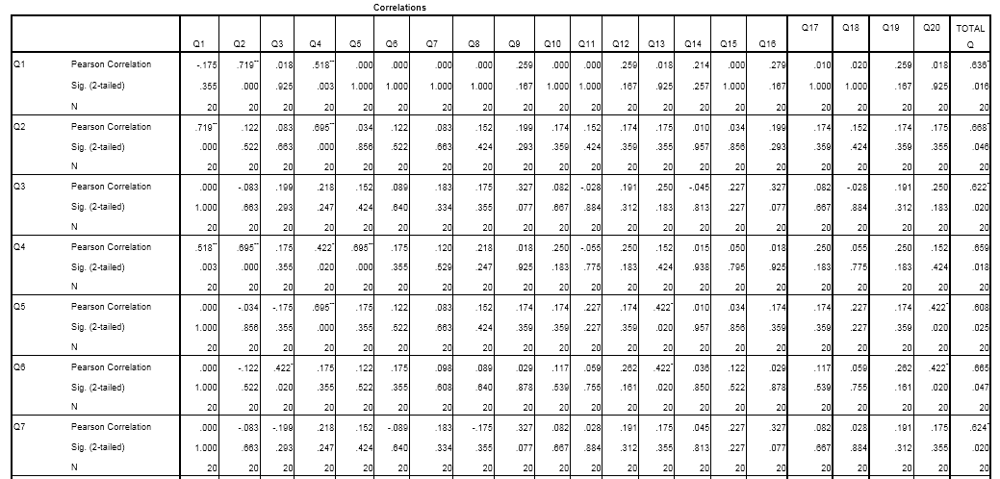 Correlations
Q1 Q2 Q3 Q4 Q5 Q6 Q7 Q8 Q9 Q10 Q11 Q12 Q13 Q14 Q15 Q16 Q17 Q18 Q19 Q20 TOTAL Q
Q1 Pearson Correlation -.175 .719** .018 .518** .000 .000 .000 .000 .259 .000 .000 .259 .018 .214 .000 .279 .010 .020 .259 .018 .636*
Sig. (2-tailed) .355 .000 .925 .003 1.000 1.000 1.000 1.000 .167 1.000 1.000 .167 .925 .257 1.000 .167 1.000 1.000 .167 .925 .016
N 20 20 20 20 20 20 20 20 20 20 20 20 20 20 20 20 20 20 20 20 20
Q2 Pearson Correlation .719** .122 .083 .695** .034 .122 .083 .152 .199 .174 .152 .174 .175 .010 .034 .199 .174 .152 .174 .175 .668*
Sig. (2-tailed) .000 .522 .663 .000 .856 .522 .663 .424 .293 .359 .424 .359 .355 .957 .856 .293 .359 .424 .359 .355 .046
N 20 20 20 20 20 20 20 20 20 20 20 20 20 20 20 20 20 20 20 20 20
Q3 Pearson Correlation .000 -.083 .199 .218 .152 .089 .183 .175 .327 .082 -.028 .191 .250 -.045 .227 .327 .082 -.028 .191 .250 .622*
Sig. (2-tailed) 1.000 .663 .293 .247 .424 .640 .334 .355 .077 .667 .884 .312 .183 .813 .227 .077 .667 .884 .312 .183 .020
N 20 20 20 20 20 20 20 20 20 20 20 20 20 20 20 20 20 20 20 20 20
Q4 Pearson Correlation .518** .695** .175 .422* .695** .175 .120 .218 .018 .250 -.055 .250 .152 .015 .050 .018 .250 .055 .250 .152 .659
Sig. (2-tailed) .003 .000 .355 .020 .000 .355 .529 .247 .925 .183 .775 .183 .424 .938 .795 .925 .183 .775 .183 .424 .018
N 20 20 20 20 20 20 20 20 20 20 20 20 20 20 20 20 20 20 20 20 20
Q5 Pearson Correlation .000 -.034 -.175 .695** .175 .122 .083 .152 .174 .174 .227 .174 .422* .010 .034 .174 .174 .227 .174 .422* .608
Sig. (2-tailed) 1.000 .856 .355 .000 .355 .522 .663 .424 .359 .359 .227 .359 .020 .957 .856 .359 .359 .227 .359 .020 .025
N 20 20 20 20 20 20 20 20 20 20 20 20 20 20 20 20 20 20 20 20 20
Q6 Pearson Correlation .000 -.122 .422* .175 .122 .175 .098 .089 .029 .117 .059 .262 .422* .036 .122 .029 .117 .059 .262 .422* .665
Sig. (2-tailed) 1.000 .522 .020 .355 .522 .355 .608 .640 .878 .539 .755 .161 .020 .850 .522 .878 .539 .755 .161 .020 .047
N 20 20 20 20 20 20 20 20 20 20 20 20 20 20 20 20 20 20 20 20 20
Q7 Pearson Correlation .000 -.083 -.199 .218 .152 -.089 .183 -.175 .327 .082 .028 .191 .175 .045 .227 .327 .082 .028 .191 .175 .624*
Sig. (2-tailed) 1.000 .663 .293 .247 .424 .640 .334 .355 .077 .667 .884 .312 .355 .813 .227 .077 .667 .884 .312 .355 .020
N 20 20 20 20 20 20 20 20 20 20 20 20 20 20 20 20 20 20 20 20 20